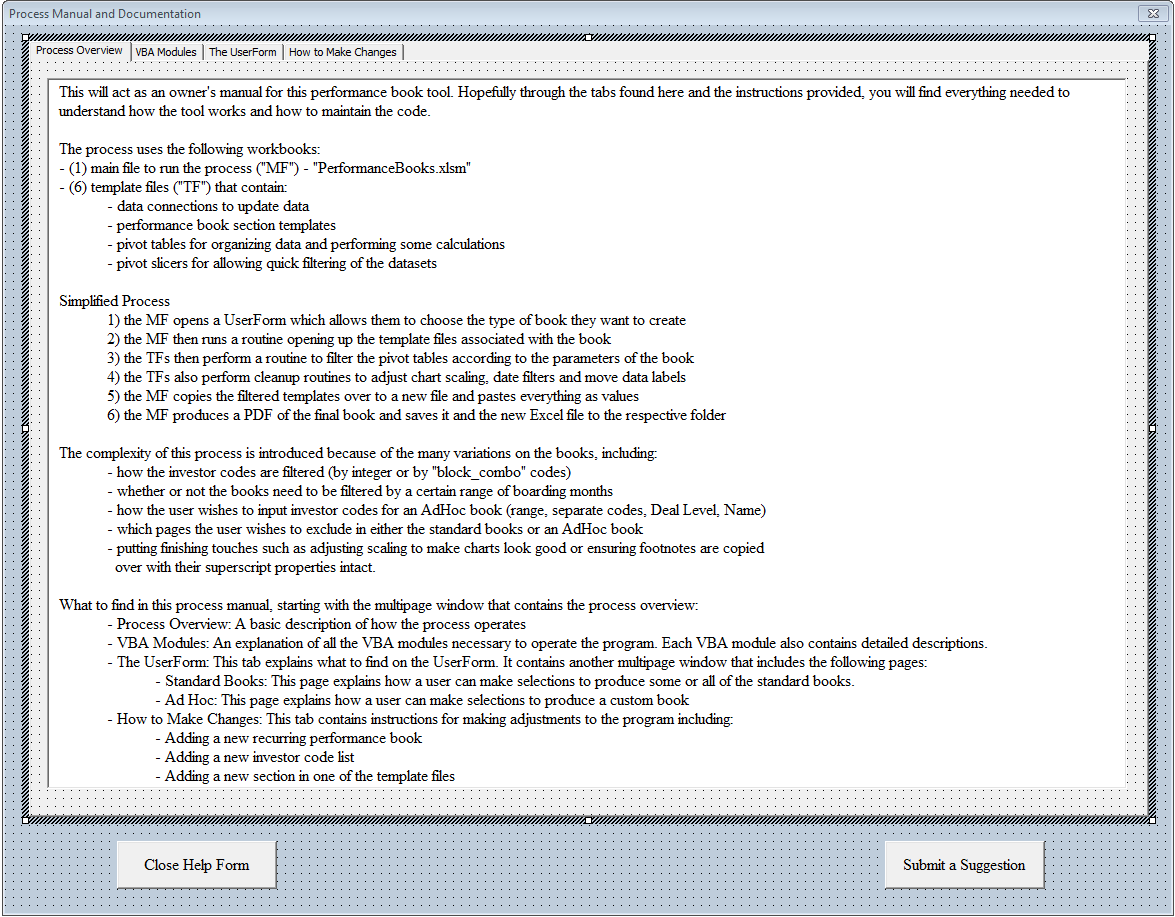 Process Manual and Documentation
Process Overview
VBA Modules
The UserForm
How to Make Changes
This will act as an owner's manual for this performance book tool. Hopefully through the tabs found here and the instructions provided, you will find everything needed to
understand how the tool works and how to maintain the code.
The process uses the following workbooks:
- (1) main file to run the process ("MF") - "PerformanceBooks.xlsm"
- (6) template files ("TF") that contain:
- data connections to update data
- performance book section templates
- pivot tables for organizing data and performing some calculations
- pivot slicers for allowing quick filtering of the datasets
Simplified Process
1) the MF opens a UserForm which allows them to choose the type of book they want to create
2) the MF then runs a routine opening up the template files associated with the book
3) the TFs then perform a routine to filter the pivot tables according to the parameters of the book
4) the TFs also perform cleanup routines to adjust chart scaling, date filters and move data labels
5) the MF copies the filtered templates over to a new file and pastes everything as values
6) the MF produces a PDF of the final book and saves it and the new Excel file to the respective folder
The complexity of this process is introduced because of the many variations on the books, including:
- how the investor codes are filtered (by integer or by "block_combo" codes)
- whether or not the books need to be filtered by a certain range of boarding months
- how the user wishes to input investor codes for an AdHoc book (range, separate codes, Deal Level, Name)
- which pages the user wishes to exclude in either the standard books or an AdHoc book
- putting finishing touches such as adjusting scaling to make charts look good or ensuring footnotes are copied
over with their superscript properties intact.
What to find in this process manual, starting with the multipage window that contains the process overview:
- Process Overview: A basic description of how the process operates
- VBA Modules: An explanation of all the VBA modules necessary to operate the program. Each VBA module also contains detailed descriptions.
- The UserForm: This tab explains what to find on the UserForm. It contains another multipage window that includes the following pages:
- Standard Books: This page explains how a user can make selections to produce some or all of the standard books.
- Ad Hoc: This page explains how a user can make selections to produce a custom book
- How to Make Changes: This tab contains instructions for making adjustments to the program including:
- Adding a new recurring performance book
- Adding a new investor code list
- Adding a new section in one of the template files
Close Help Form
Submit a Suggestion